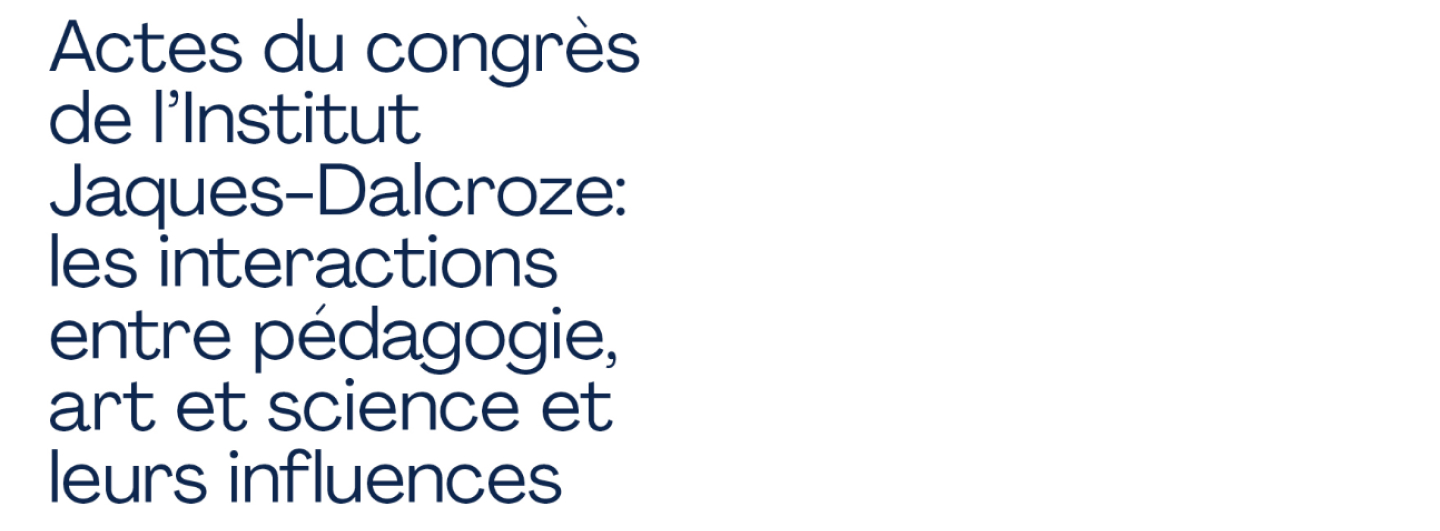 Actes du congrès
de l’Institut
Jaques-Dalcroze:
les interactions
entre pédagogie,
art et science et
leurs influences